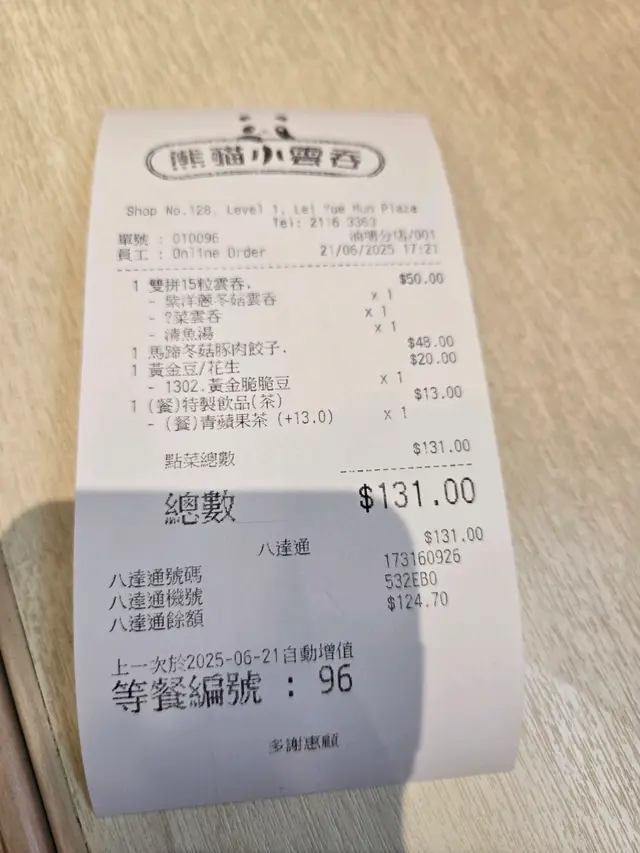 熊貓小雲吞
Shop No.128, Level 1, Lei Yue Mun Plaza
Tel: 2116 3363
單號 : 010096 油塘分店/001
員工 : Online Order 21/06/2025 17:21
1 雙拼15粒雲吞. $50.00
- 紫洋蔥冬菇雲吞 x 1
- ?菜雲吞 x 1
- 清魚湯 x 1
1 馬蹄冬菇豚肉餃子. $48.00
1 黃金豆/花生 $20.00
- 1302.黃金脆脆豆 x 1
1 (餐)特製飲品(茶) $13.00
- (餐)青蘋果茶 (+13.0) x 1
點菜總數 $131.00
總數 $131.00
八達通 $131.00
八達通號碼 173160926
八達通機號 532EB0
八達通餘額 $124.70
上一次於2025-06-21自動增值
等餐編號 : 96
多謝惠顧